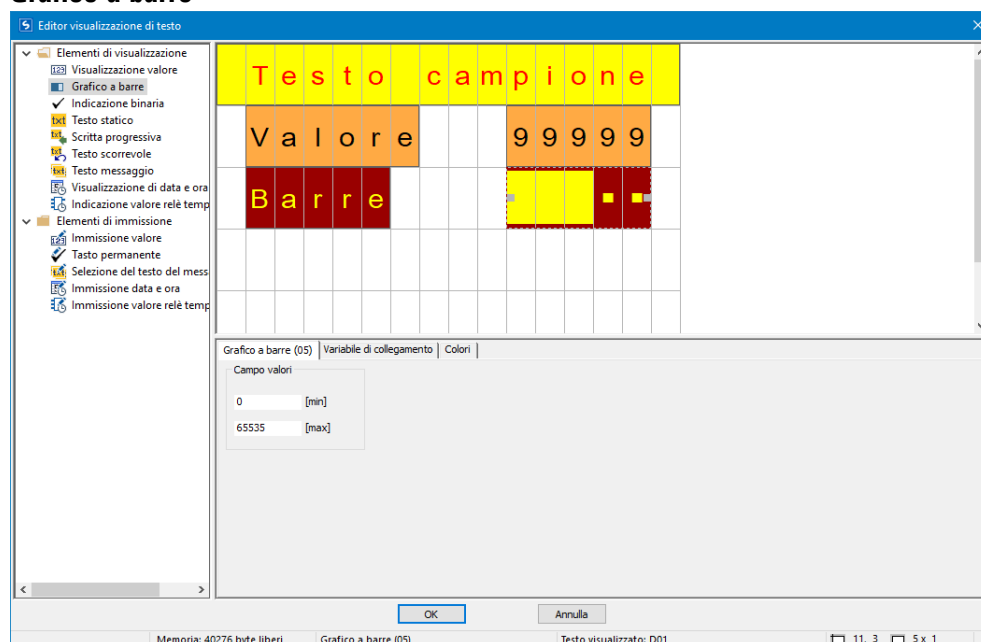 Grafico a barre
Editor visualizzazione di testo
Elementi di visualizzazione
Visualizzazione valore
Grafico a barre
Indicazione binaria
Testo statico
Scritta progressiva
Testo scorrevole
Testo messaggio
Visualizzazione di data e ora
Indicazione valore relè temp
Elementi di immissione
Immissione valore
Tasto permanente
Selezione del testo del mess
Immissione data e ora
Immissione valore relè temp
Testo campione
Valore 99999
Barre
Grafico a barre (05) Variabile di collegamento Colori
Campo valori
0 [min]
65535 [max]
OK Annulla
Memoria: 40276 byte liberi Grafico a barre (05) Testo visualizzato: D01 11, 3 5 x 1